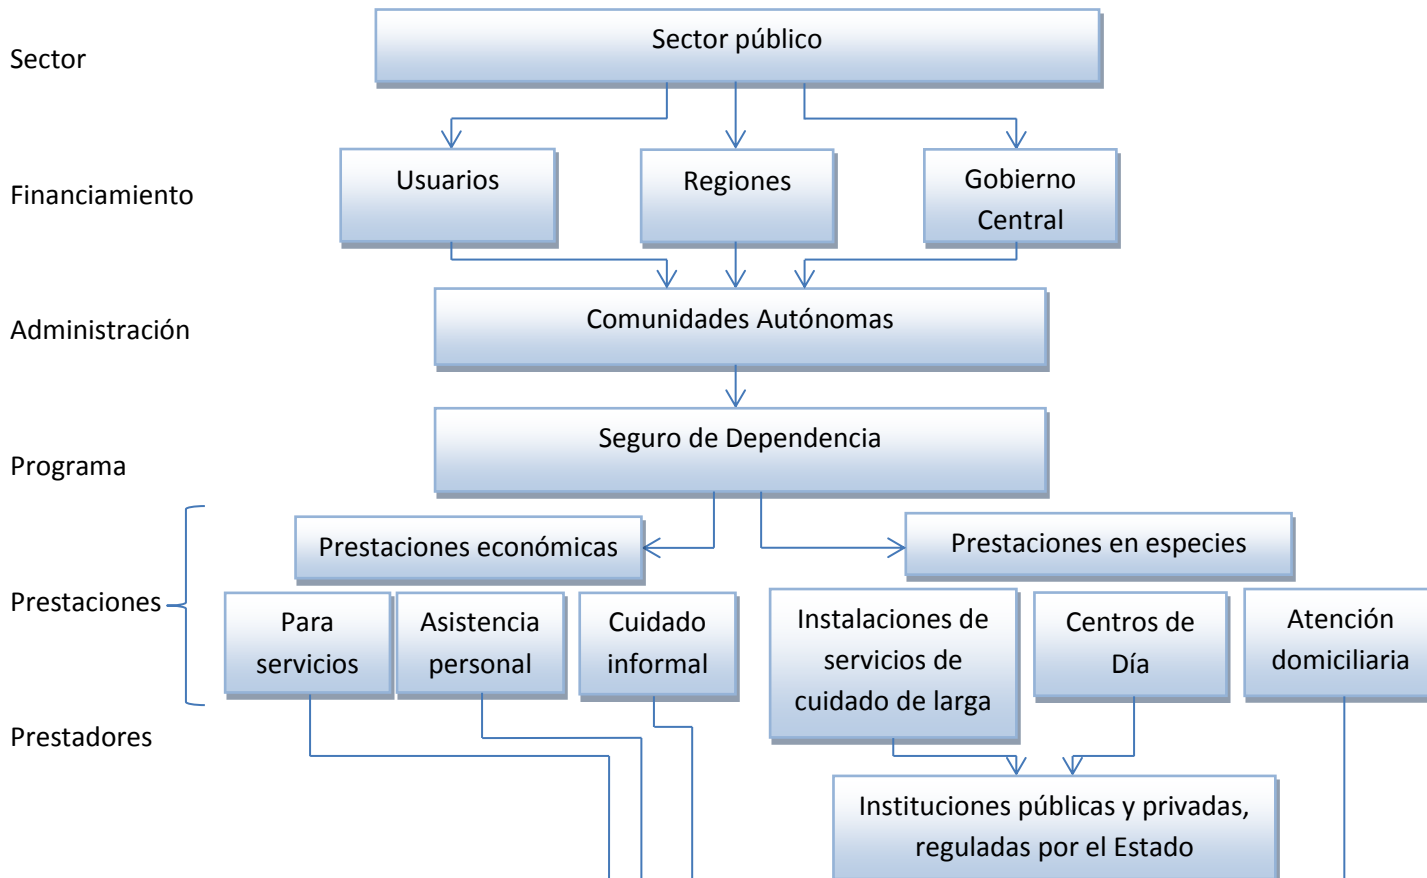 Sector
Sector público
Financiamiento
Usuarios
Regiones
Gobierno
Central
Administración
Comunidades Autónomas
Programa
Seguro de Dependencia
Prestaciones
Prestaciones económicas
Prestaciones en especies
Para
servicios
Asistencia
personal
Cuidado
informal
Instalaciones de
servicios de
cuidado de larga
Centros de
Día
Atención
domiciliaria
Prestadores
Instituciones públicas y privadas,
reguladas por el Estado